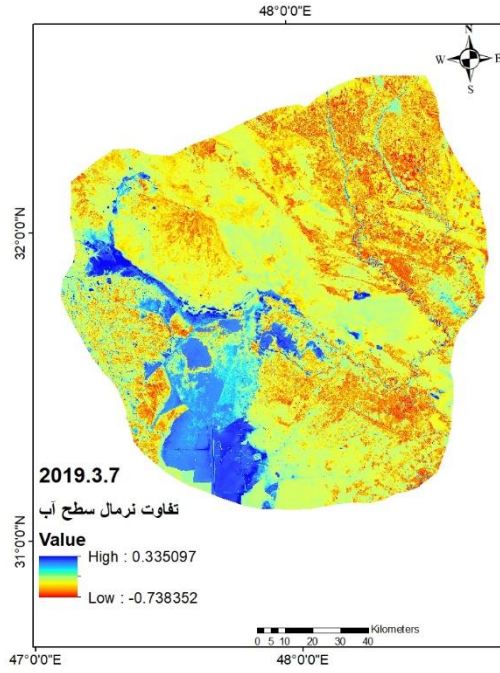 48°0'0"E
N
W E
S
32°0'0"N
2019.3.7
تفاوت نرمال سطح آب
Value
High : 0.335097
Low : -0.738352
31°0'0"N
Kilometers
0 5 10 20 30 40
47°0'0"E 48°0'0"E